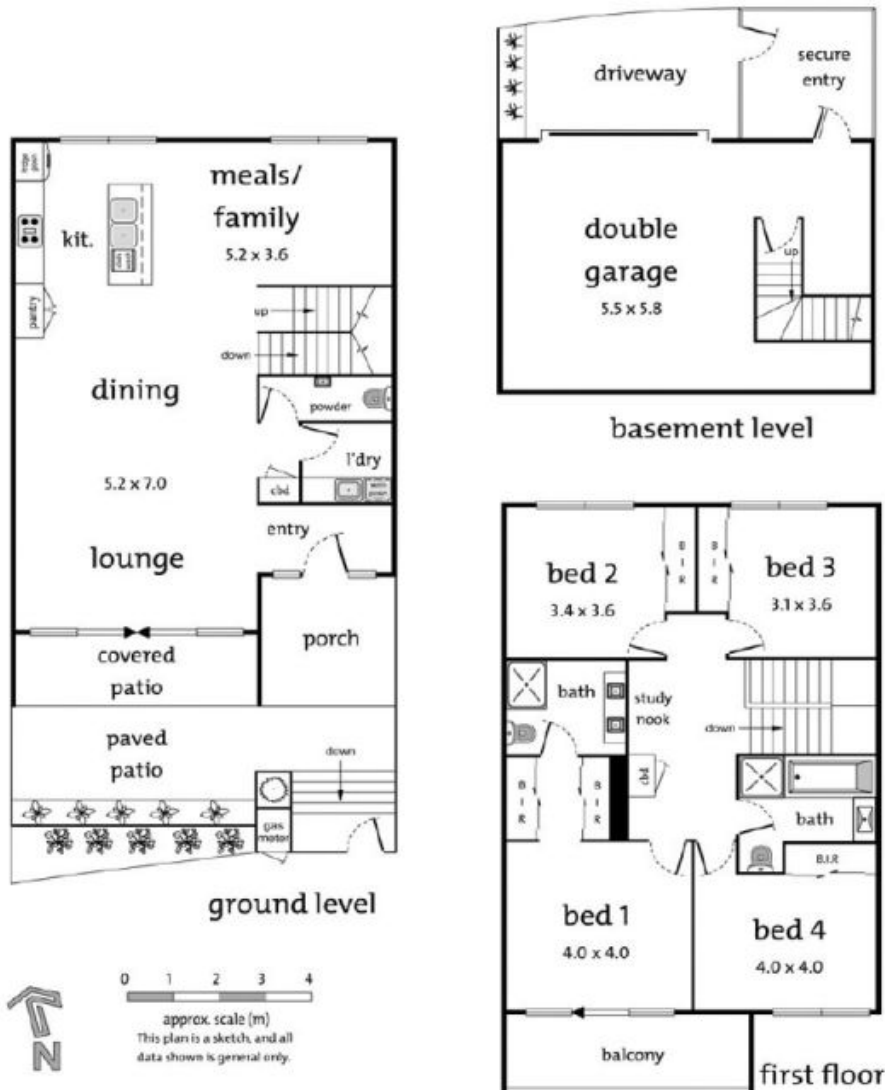 driveway
secure
entry
double
garage
5.5 x 5.8
up
basement level
fridge
kit.
meals/
family
5.2 x 3.6
pantry
up
down
dining
powder
5.2 x 7.0
l'dry
cbd
entry
lounge
porch
covered
patio
paved
patio
down
gas
meter
ground level
bed 2
3.4 x 3.6
B
I
R
B
I
R
bed 3
3.1 x 3.6
bath
study
nook
down
cbd
B
I
R
B
I
R
bath
B.I.R
bed 1
4.0 x 4.0
bed 4
4.0 x 4.0
balcony
first floor
N
0 1 2 3 4
approx. scale (m)
This plan is a sketch, and all
data shown is general only.